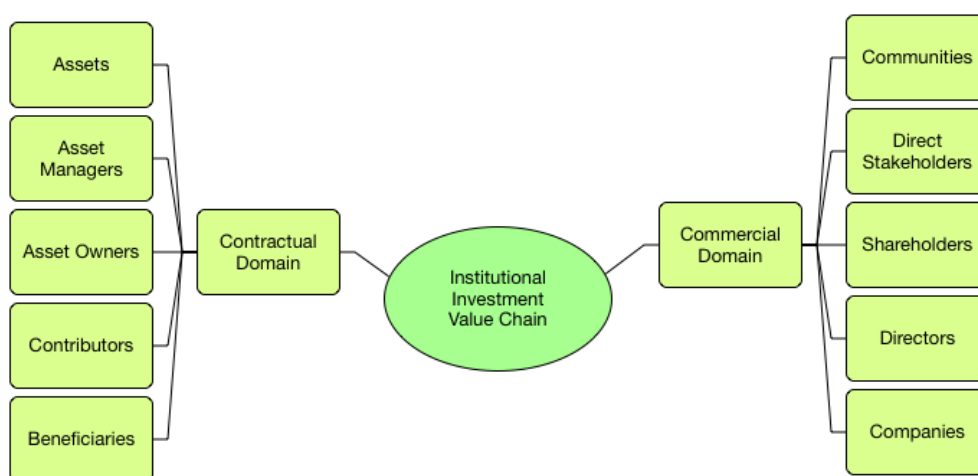 Assets
Asset
Managers
Asset Owners
Contributors
Beneficiaries
Contractual
Domain
Institutional
Investment
Value Chain
Commercial
Domain
Communities
Direct
Stakeholders
Shareholders
Directors
Companies